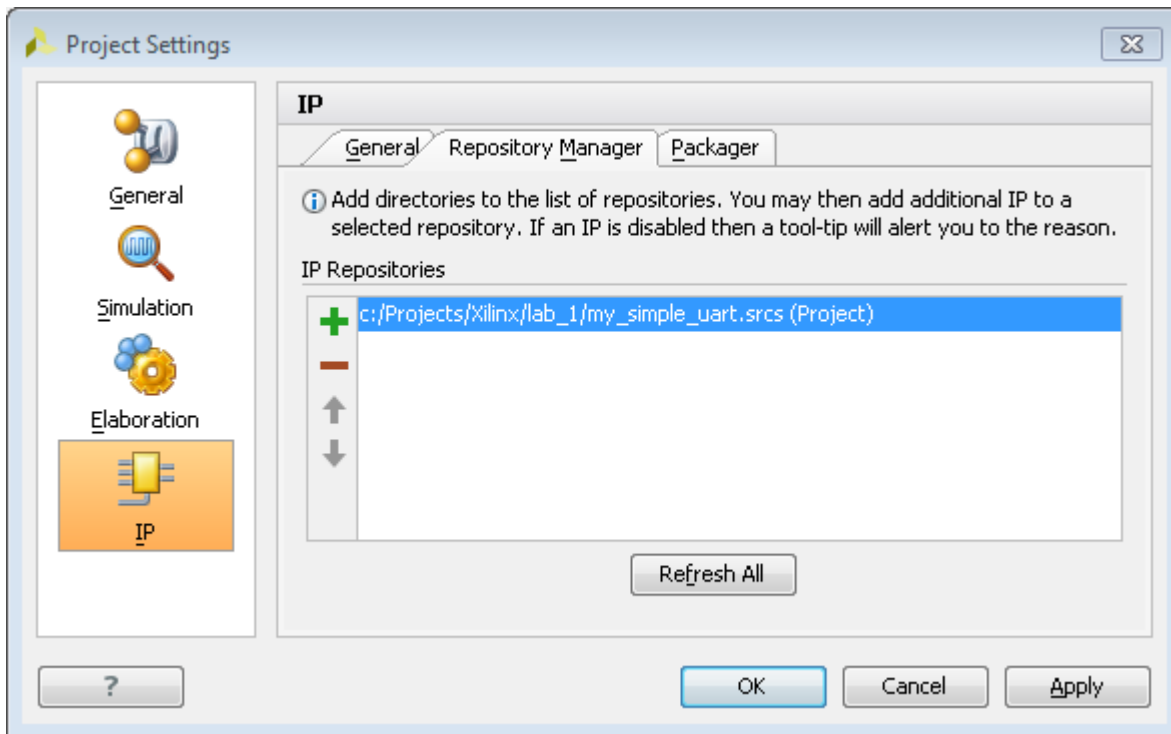 Project Settings
General
Simulation
Elaboration
IP
IP
General
Repository Manager
Packager
Add directories to the list of repositories. You may then add additional IP to a
selected repository. If an IP is disabled then a tool-tip will alert you to the reason.
IP Repositories
c:/Projects/Xilinx/lab_1/my_simple_uart.srcs (Project)
Refresh All
?
OK
Cancel
Apply